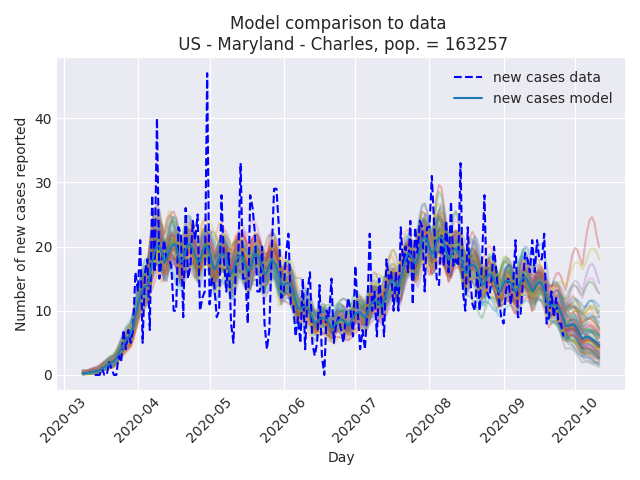 Model comparison to data
US - Maryland - Charles, pop. = 163257
new cases data
new cases model
Number of new cases reported
40
30
20
10
0
2020-03
2020-04
2020-05
2020-06
2020-07
2020-08
2020-09
2020-10
Day